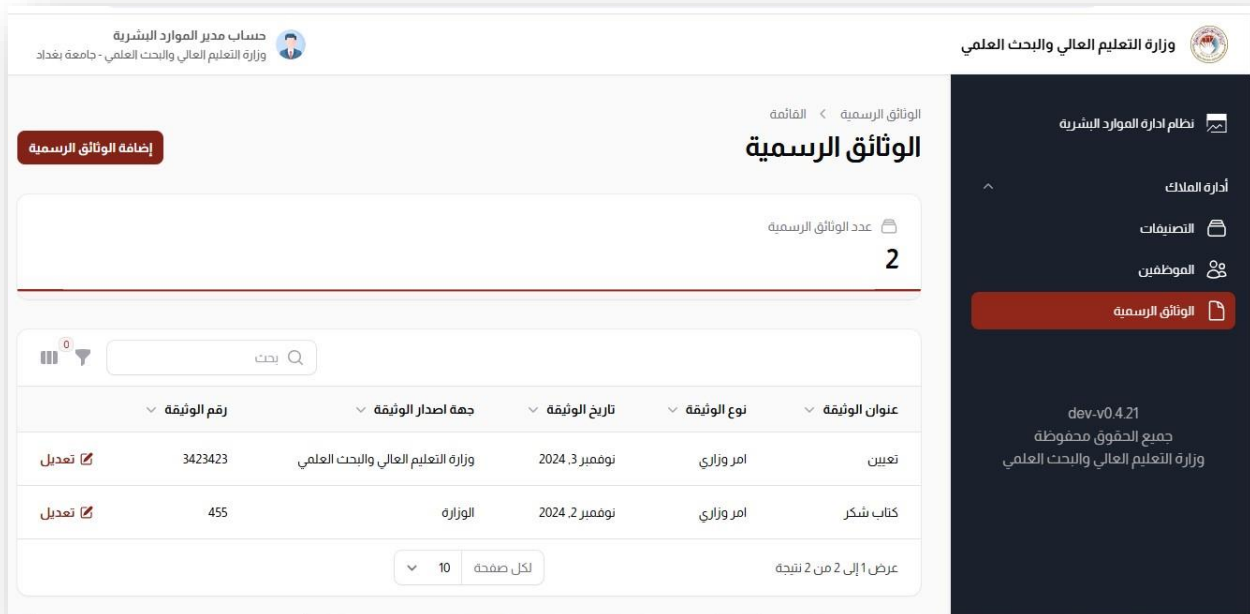 وزارة التعليم العالي والبحث العلمي
حساب مدير الموارد البشرية
وزارة التعليم العالي والبحث العلمي - جامعة بغداد
نظام ادارة الموارد البشرية
أدارة الملاك
التصنيفات
الموظفين
الوثائق الرسمية
dev-v0.4.21
جميع الحقوق محفوظة
وزارة التعليم العالي والبحث العلمي
الوثائق الرسمية > القائمة
الوثائق الرسمية
إضافة الوثائق الرسمية
عدد الوثائق الرسمية
2
بحث
0
عنوان الوثيقة نوع الوثيقة تاريخ الوثيقة جهة اصدار الوثيقة رقم الوثيقة
تعيين امر وزاري نوفمبر 3, 2024 وزارة التعليم العالي والبحث العلمي 3423423 تعديل
كتاب شكر امر وزاري نوفمبر 2, 2024 الوزارة 455 تعديل
عرض 1 إلى 2 من 2 نتيجة
لكل صفحة 10